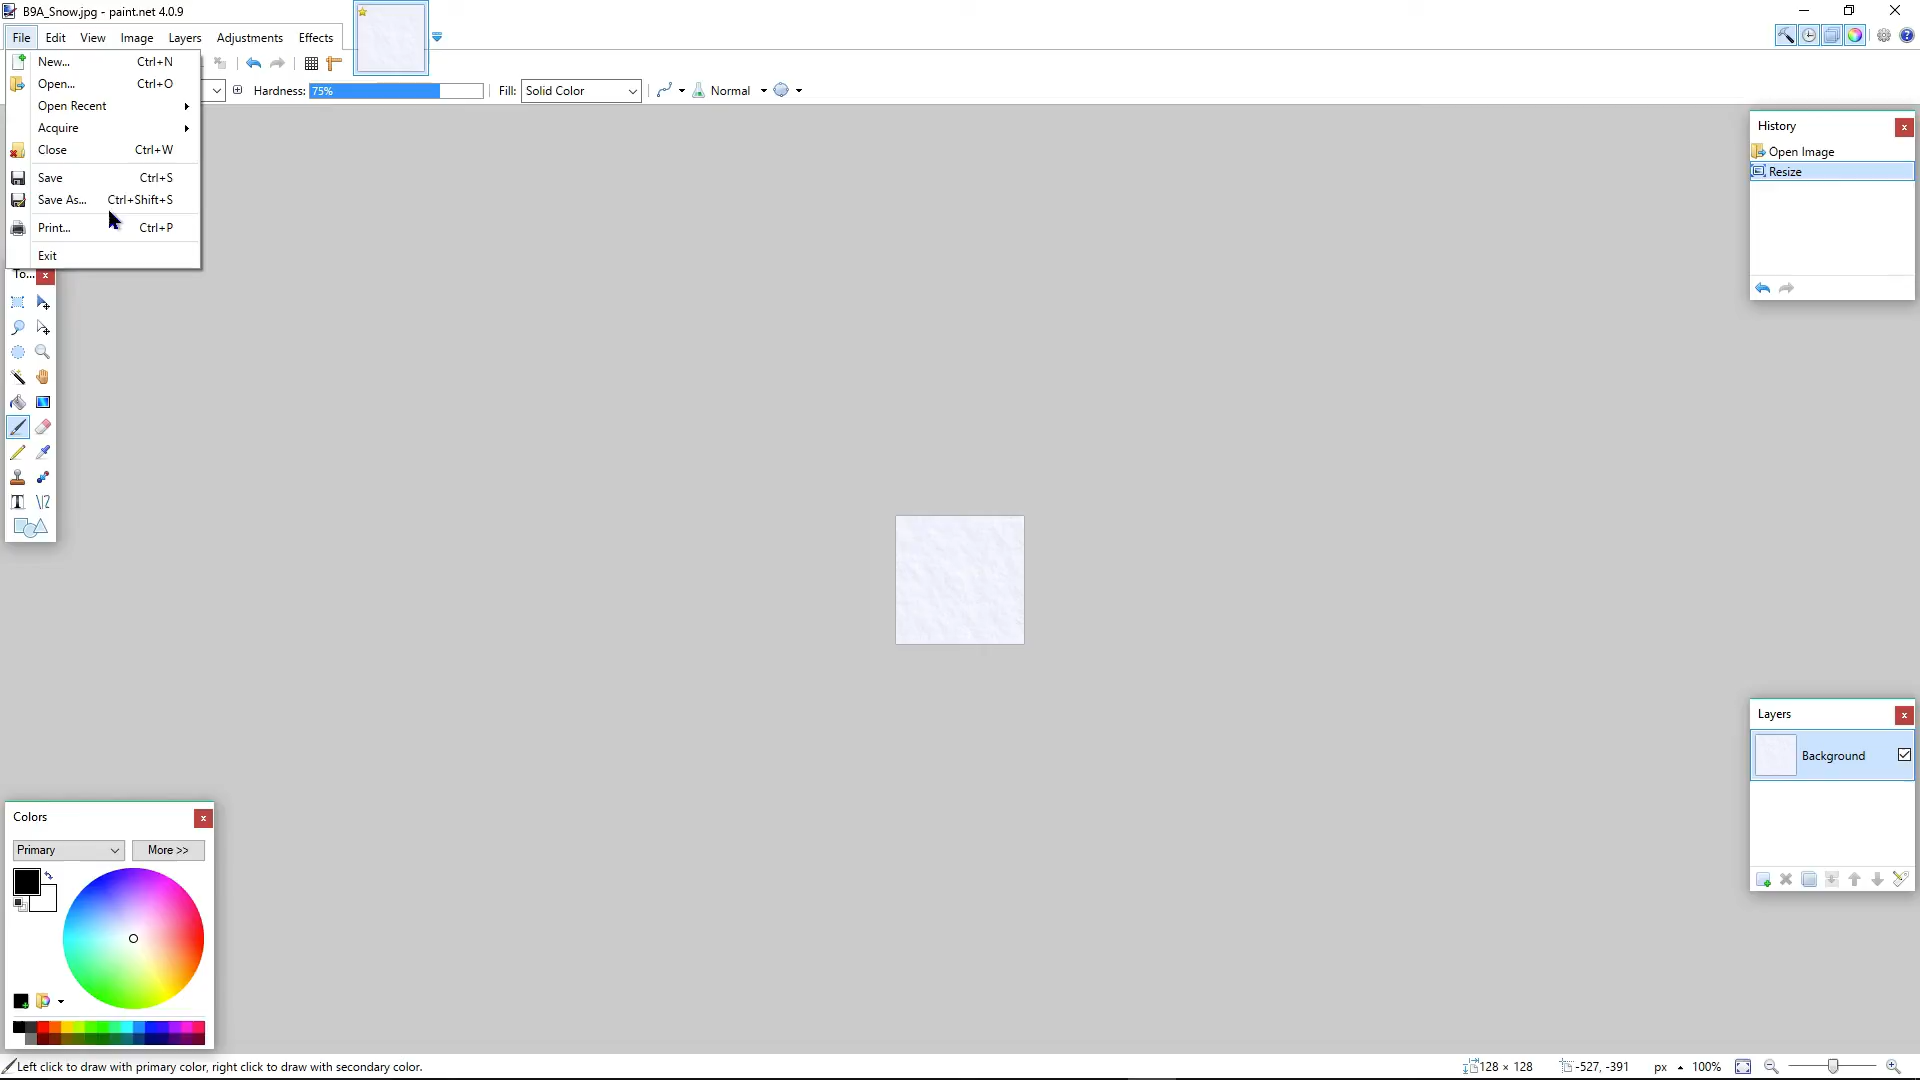 B9A_Snow.jpg - paint.net 4.0.9
File Edit View Image Layers Adjustments Effects
New... Ctrl+N
Open... Ctrl+O
Open Recent
Acquire
Close Ctrl+W
Save Ctrl+S
Save As... Ctrl+Shift+S
Print... Ctrl+P
Exit
Hardness: 75% Fill: Solid Color Normal
To...
History
Open Image
Resize
Layers
Background
Colors
Primary More >>
Left click to draw with primary color, right click to draw with secondary color.
128 × 128 -527, -391 px 100%